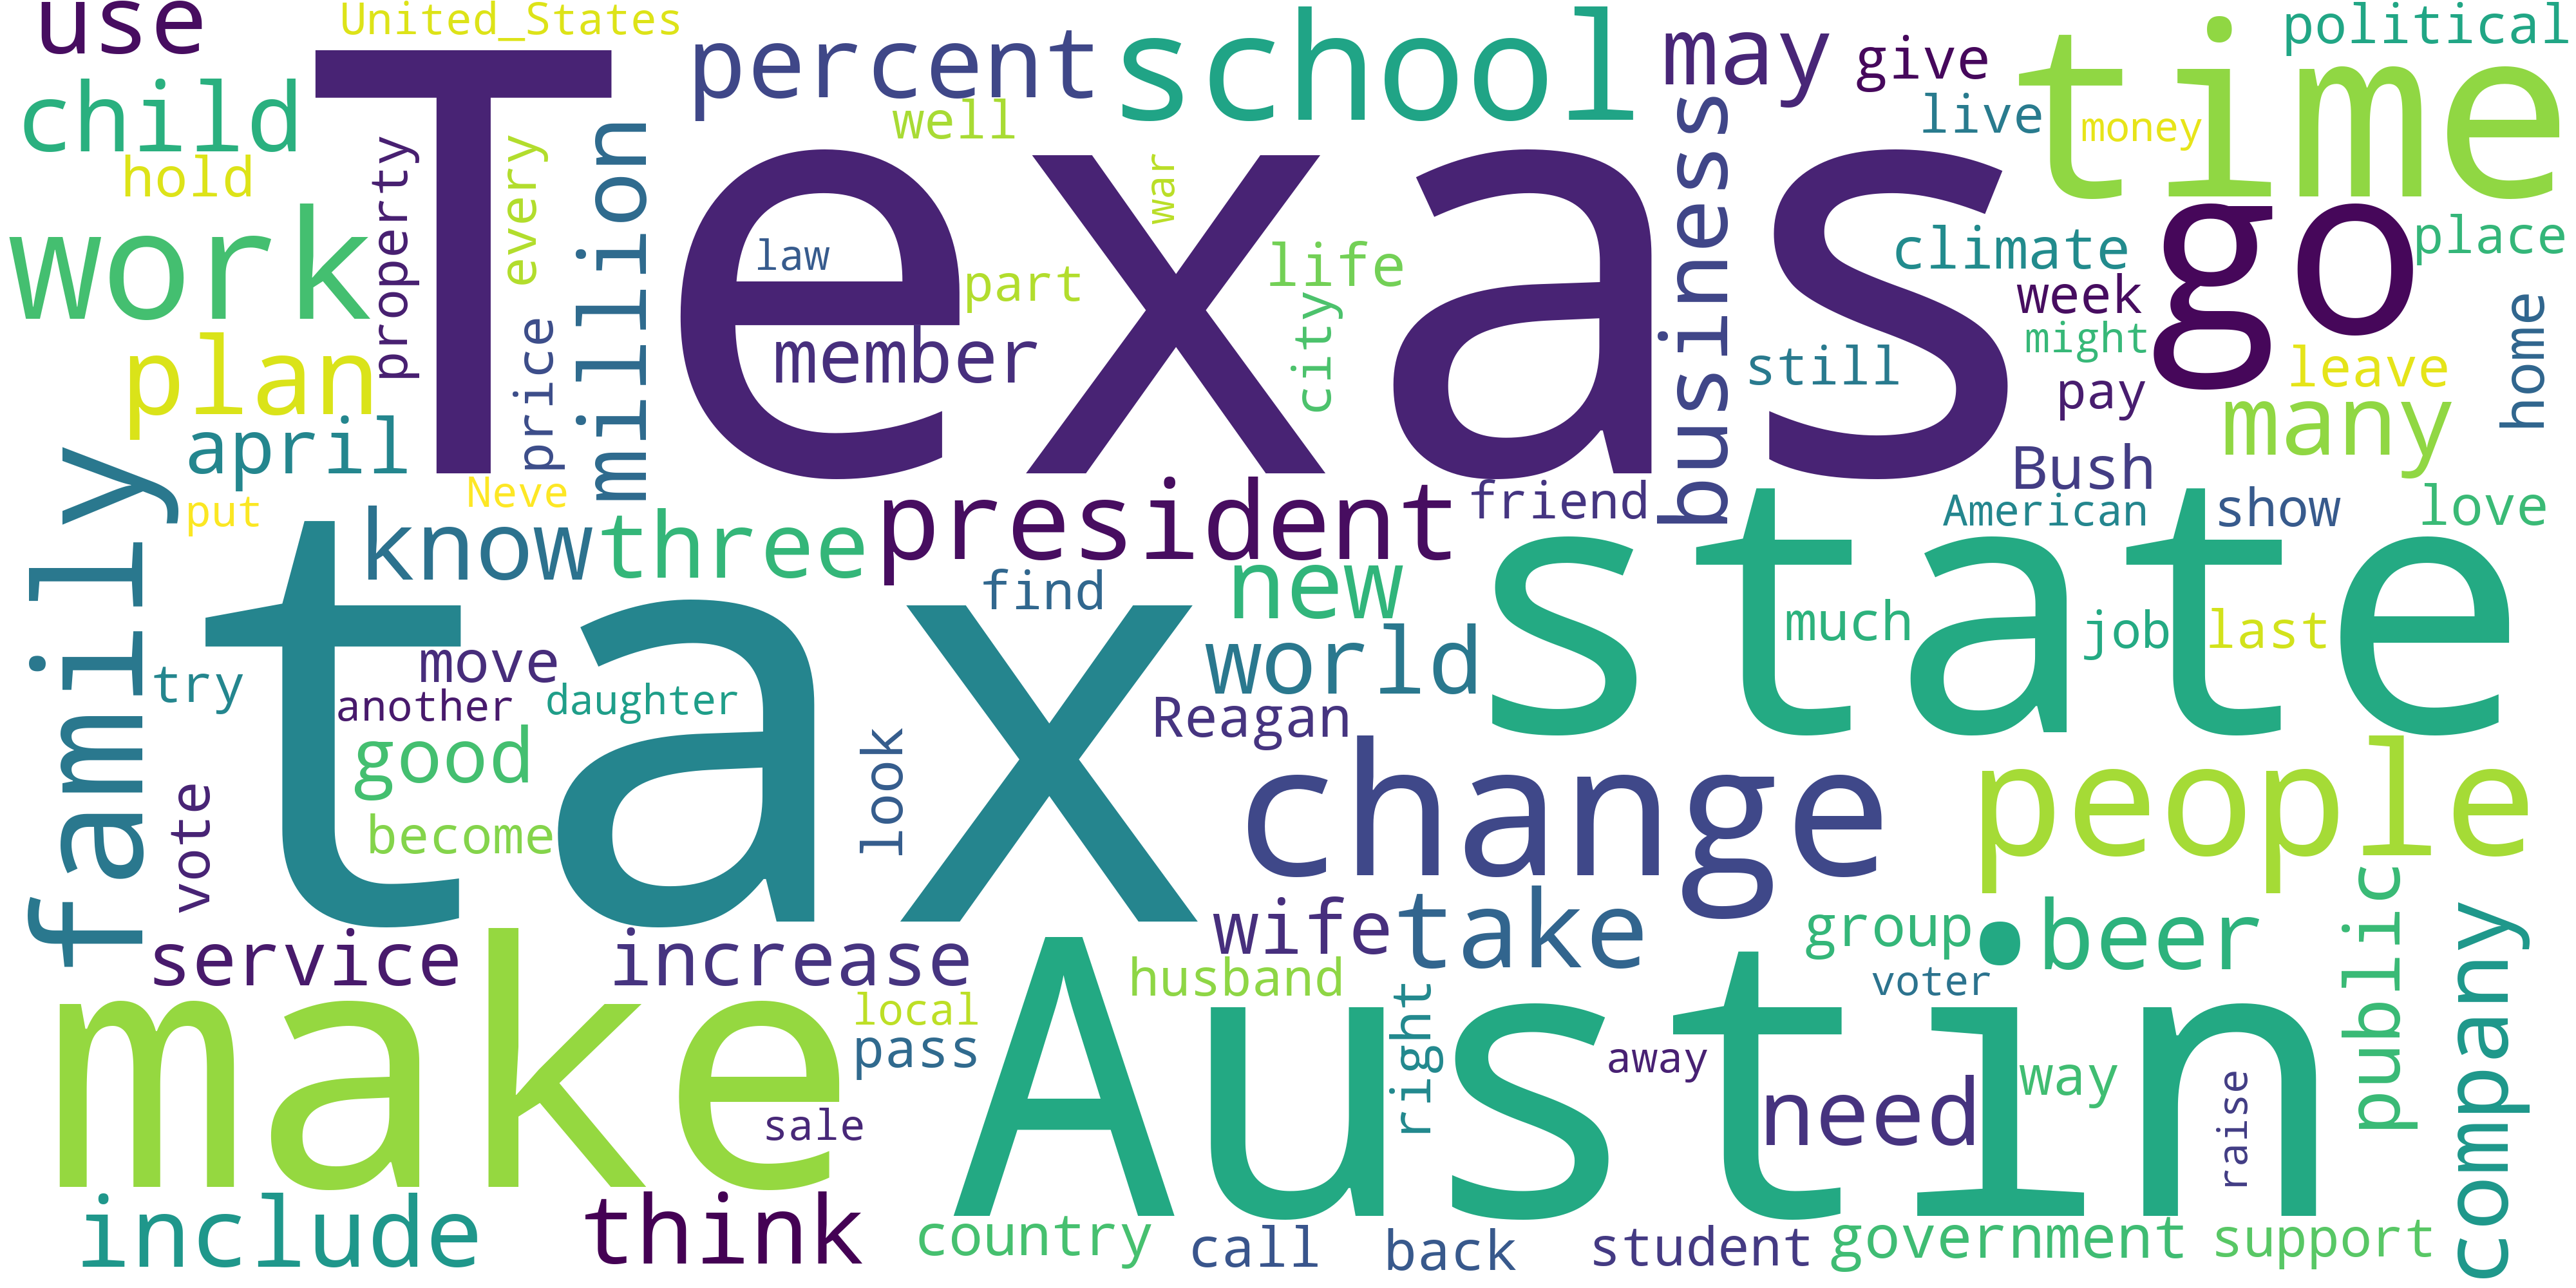 use
United_States
percent
school
may
give
time
political
child
well
live
money
hold
property
every
million
war
business
work
Texas
law
part
life
climate
go
place
week
plan
price
member
city
still
might
leave
home
pay
many
april
put
Neve
president
friend
Bush
American
show
love
family
know
three
find
new
state
much
job
last
try
move
another
daughter
tax
world
Reagan
look
good
change
people
vote
become
service
increase
wife
take
group
beer
public
company
husband
voter
make
local
pass
Austin
right
away
need
way
raise
sale
include
think
country
call
back
student
government
support